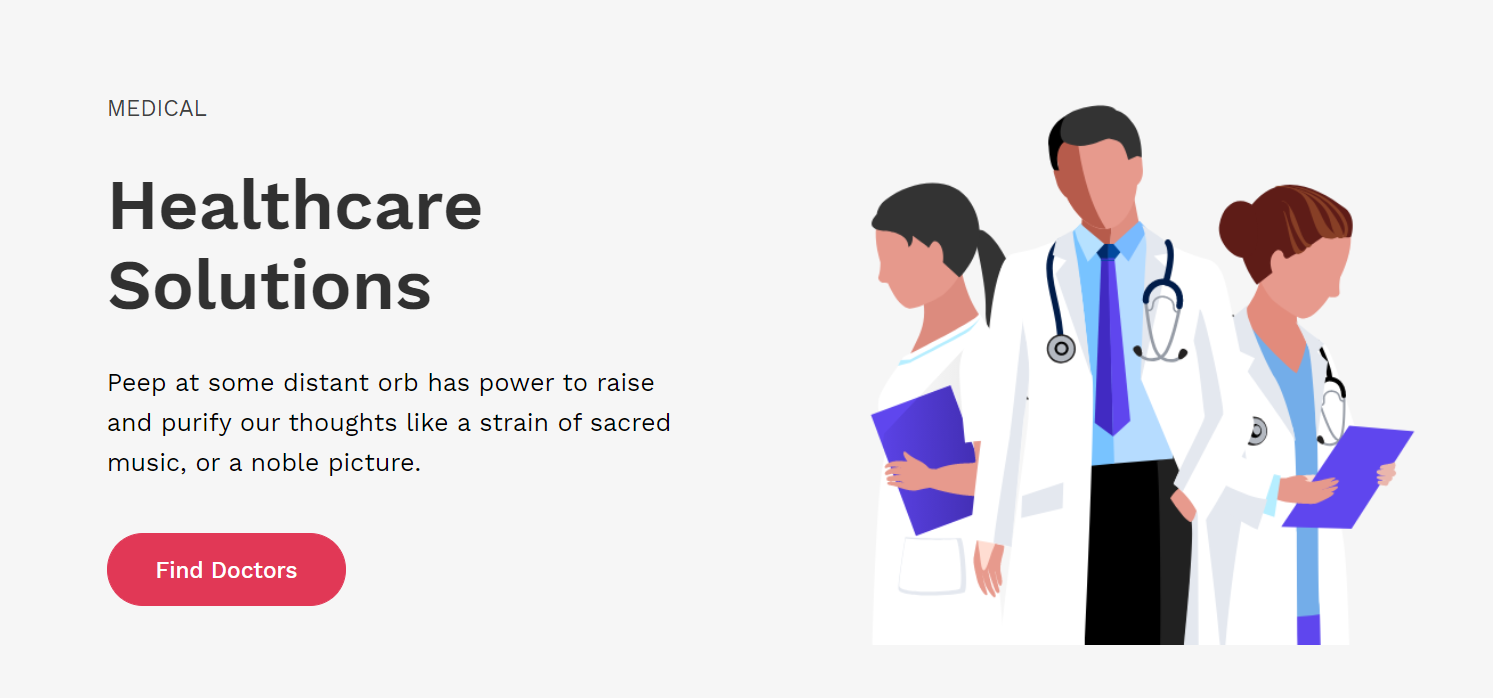 MEDICAL
Healthcare
Solutions
Peep at some distant orb has power to raise
and purify our thoughts like a strain of sacred
music, or a noble picture.
Find Doctors